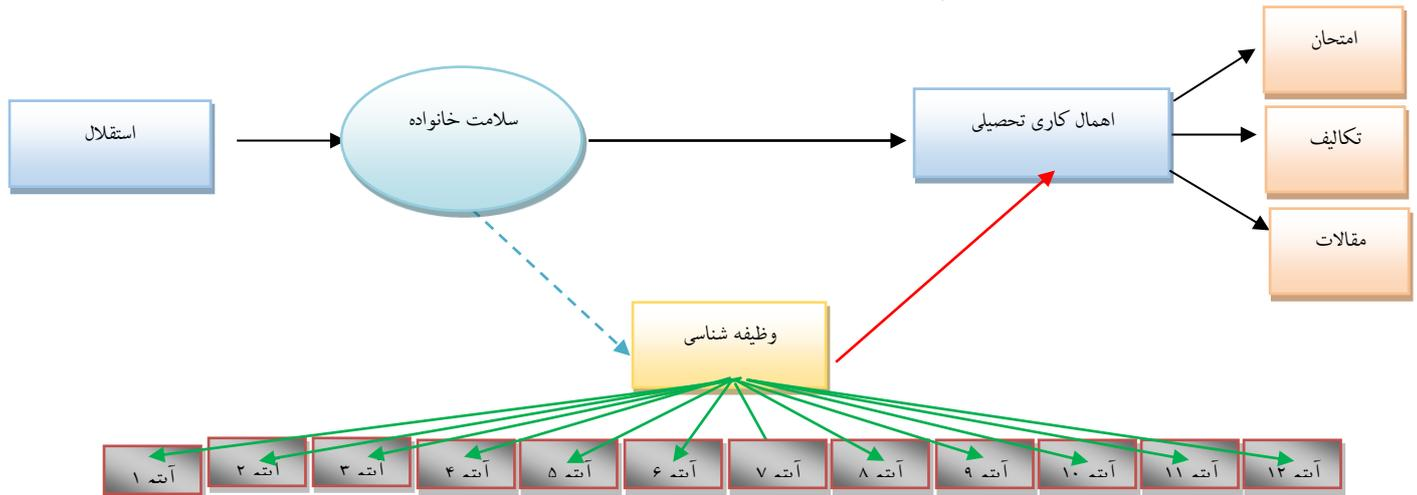 امتحان
استقلال
سلامت خانواده
اهمال کاری تحصیلی
تکالیف
مقالات
وظیفه شناسی
آیتم ۱
آیتم ۲
آیتم ۳
آیتم ۴
آیتم ۵
آیتم ۶
آیتم ۷
آیتم ۸
آیتم ۹
آیتم ۱۰
آیتم ۱۱
آیتم ۱۲